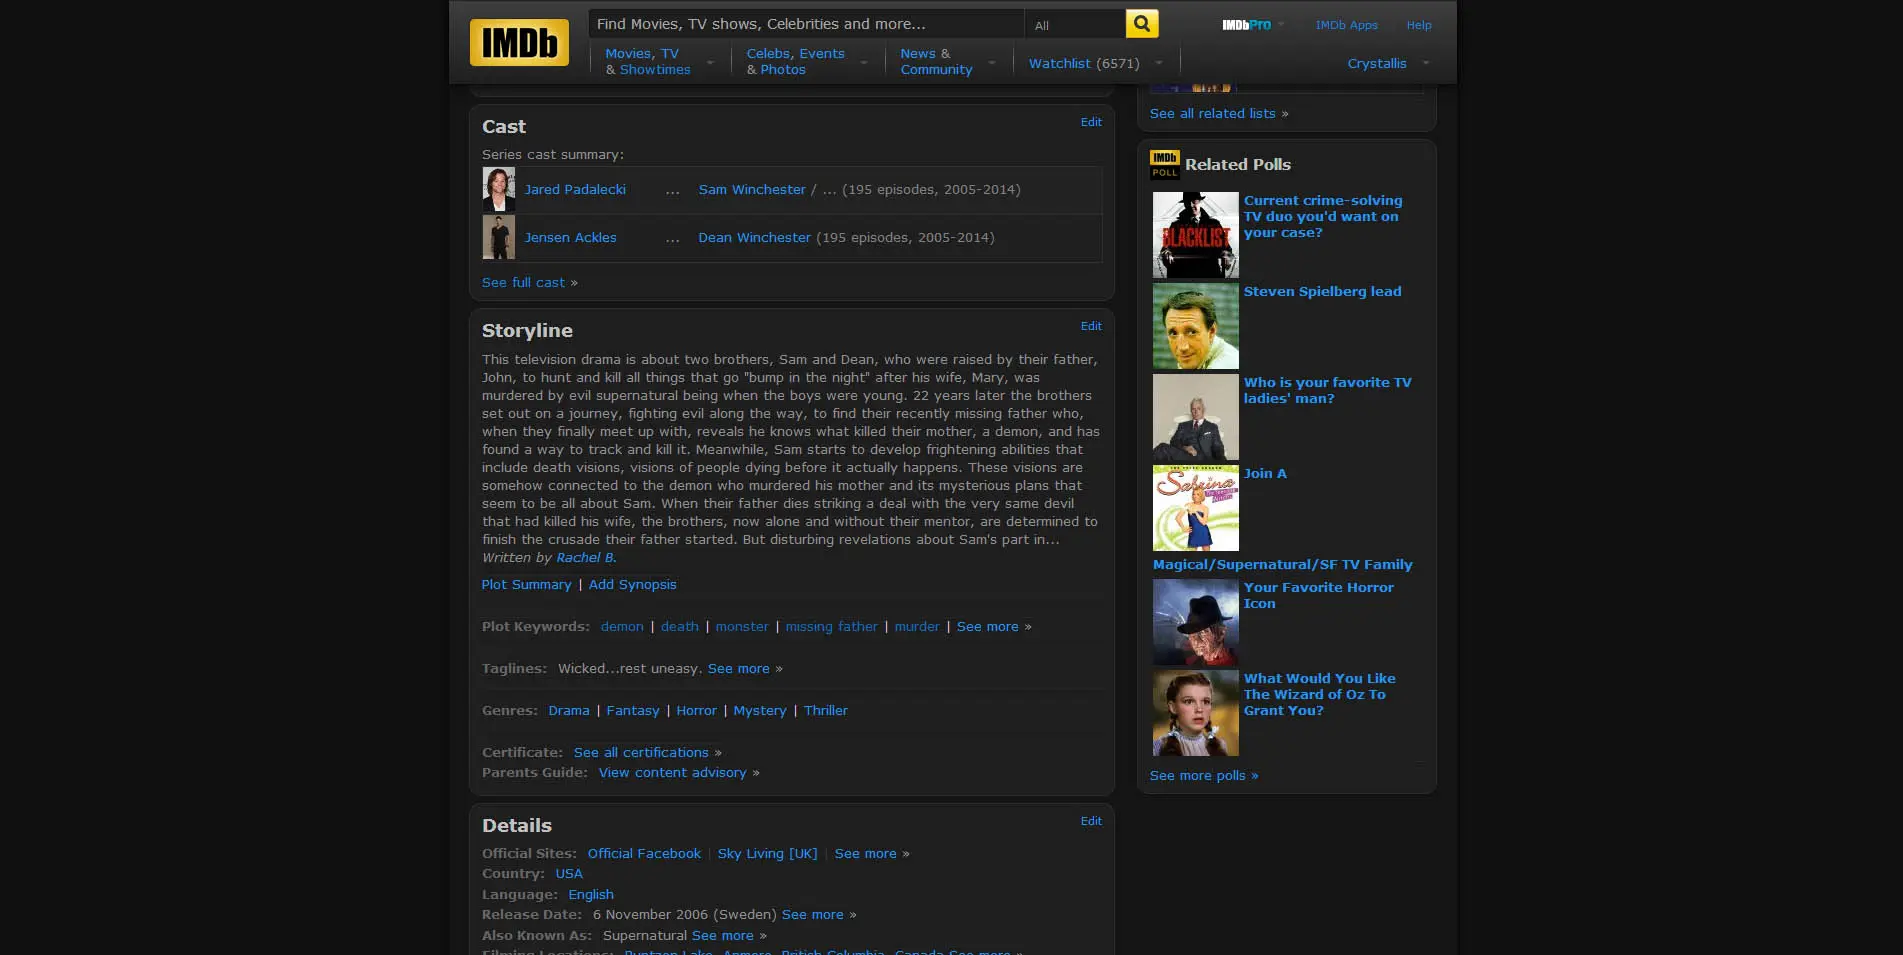 IMDb
Find Movies, TV shows, Celebrities and more...
All
IMDbPro
IMDb Apps
Help
Movies, TV
& Showtimes
Celebs, Events
& Photos
News &
Community
Watchlist (6571)
Crystallis
Cast
Edit
Series cast summary:
Jared Padalecki ... Sam Winchester / ... (195 episodes, 2005-2014)
Jensen Ackles ... Dean Winchester (195 episodes, 2005-2014)
See full cast »
Storyline
Edit
This television drama is about two brothers, Sam and Dean, who were raised by their father,
John, to hunt and kill all things that go "bump in the night" after his wife, Mary, was
murdered by evil supernatural being when the boys were young. 22 years later the brothers
set out on a journey, fighting evil along the way, to find their recently missing father who,
when they finally meet up with, reveals he knows what killed their mother, a demon, and has
found a way to track and kill it. Meanwhile, Sam starts to develop frightening abilities that
include death visions, visions of people dying before it actually happens. These visions are
somehow connected to the demon who murdered his mother and its mysterious plans that
seem to be all about Sam. When their father dies striking a deal with the very same devil
that had killed his wife, the brothers, now alone and without their mentor, are determined to
finish the crusade their father started. But disturbing revelations about Sam's part in...
Written by Rachel B.
Plot Summary | Add Synopsis
Plot Keywords: demon | death | monster | missing father | murder | See more »
Taglines: Wicked...rest uneasy. See more »
Genres: Drama | Fantasy | Horror | Mystery | Thriller
Certificate: See all certifications »
Parents Guide: View content advisory »
Details
Edit
Official Sites: Official Facebook | Sky Living [UK] | See more »
Country: USA
Language: English
Release Date: 6 November 2006 (Sweden) See more »
Also Known As: Supernatural See more »
Filming Locations: Buntzen Lake, Anmore, British Columbia, Canada See more »
See all related lists »
IMDb
POLL
Related Polls
BLACKLIST
Current crime-solving
TV duo you'd want on
your case?
Steven Spielberg lead
Who is your favorite TV
ladies' man?
Sabrina
Join A
Magical/Supernatural/SF TV Family
Your Favorite Horror
Icon
What Would You Like
The Wizard of Oz To
Grant You?
See more polls »